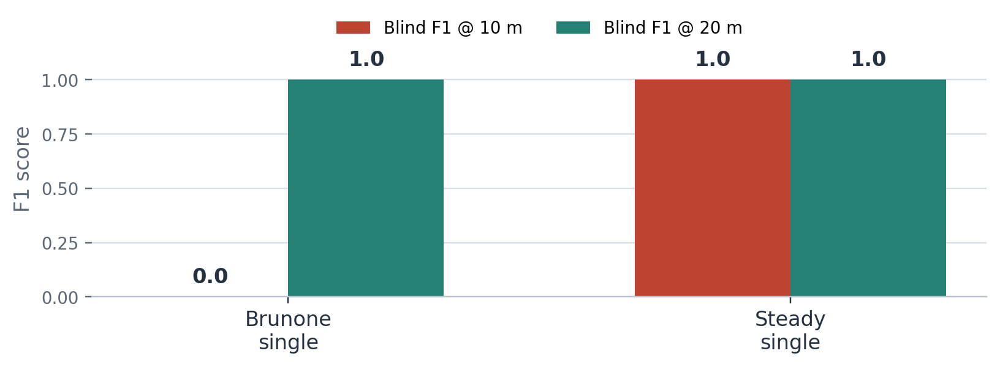 Blind F1 @ 10 m
Blind F1 @ 20 m
1.0
1.0
1.0
0.0
1.00
0.75
0.50
0.25
0.00
F1 score
Brunone
single
Steady
single